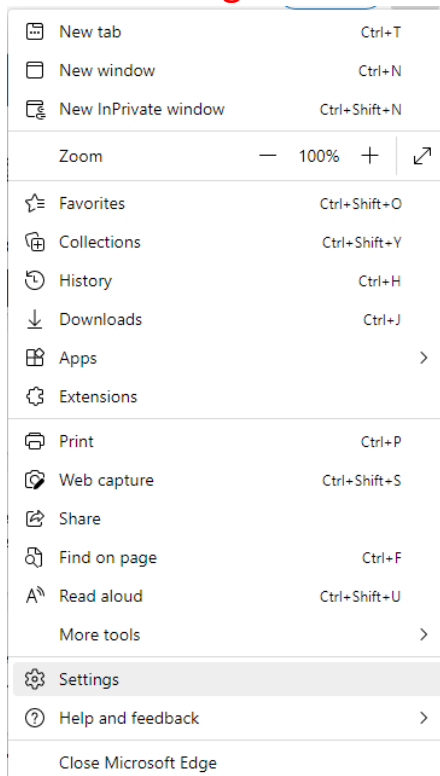 New tab Ctrl+T
New window Ctrl+N
New InPrivate window Ctrl+Shift+N
Zoom — 100% +
Favorites Ctrl+Shift+O
Collections Ctrl+Shift+Y
History Ctrl+H
Downloads Ctrl+J
Apps
Extensions
Print Ctrl+P
Web capture Ctrl+Shift+S
Share
Find on page Ctrl+F
Read aloud Ctrl+Shift+U
More tools
Settings
Help and feedback
Close Microsoft Edge